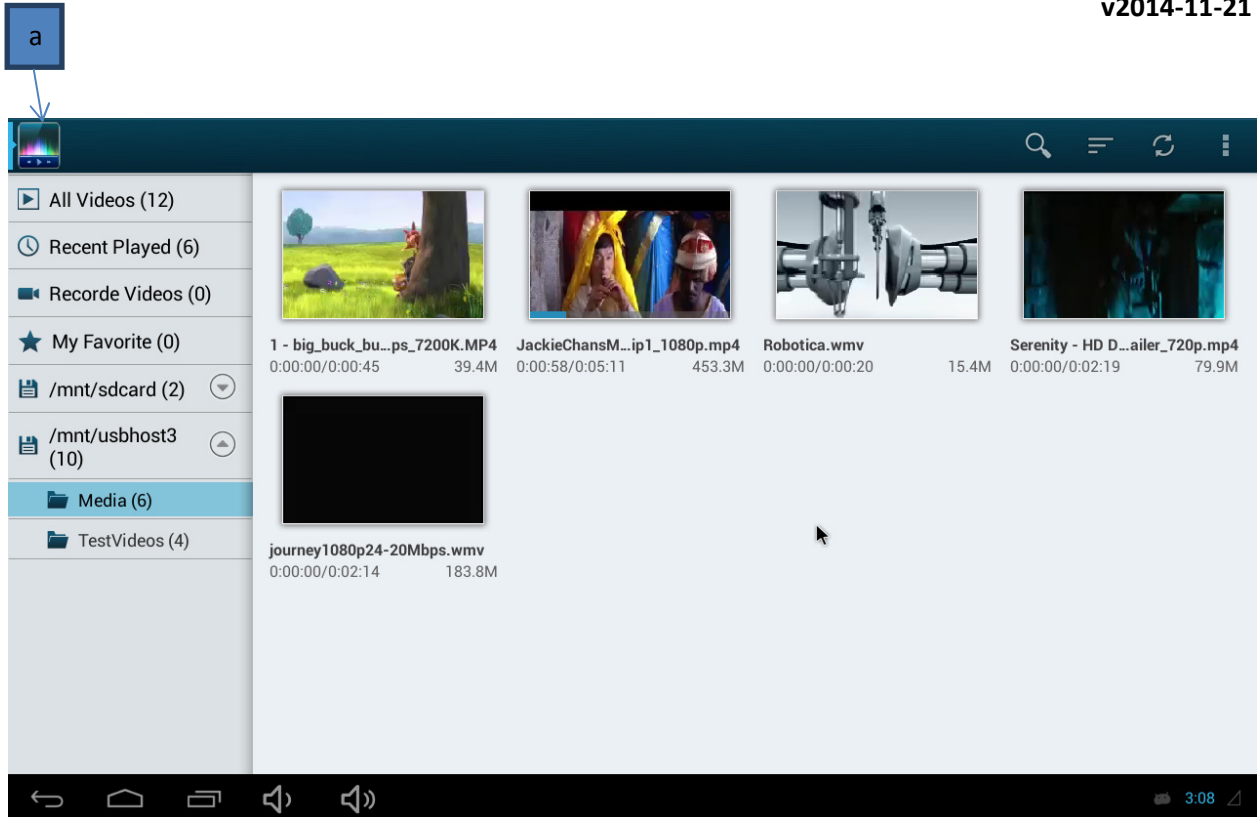 v2014-11-21
a
All Videos (12)
Recent Played (6)
Recorde Videos (0)
My Favorite (0)
/mnt/sdcard (2)
/mnt/usbhost3
(10)
Media (6)
TestVideos (4)
1 - big_buck_bu...ps_7200K.MP4
0:00:00/0:00:45 39.4M
JackieChansM...ip1_1080p.mp4
0:00:58/0:05:11 453.3M
Robotica.wmv
0:00:00/0:00:20 15.4M
Serenity - HD D...ailer_720p.mp4
0:00:00/0:02:19 79.9M
journey1080p24-20Mbps.wmv
0:00:00/0:02:14 183.8M
3:08